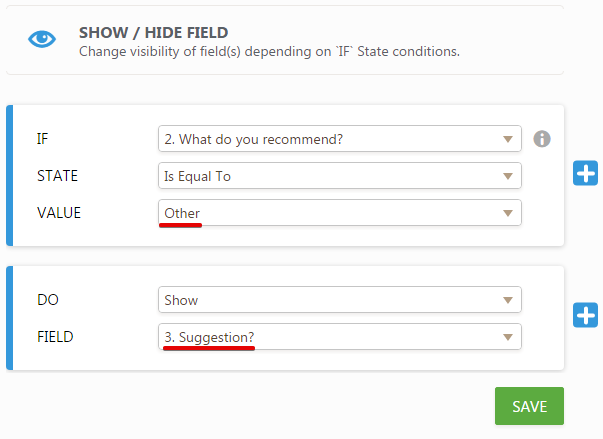 SHOW / HIDE FIELD
Change visibility of field(s) depending on `IF` State conditions.
IF 2. What do you recommend?
STATE Is Equal To
VALUE Other
DO Show
FIELD 3. Suggestion?
SAVE